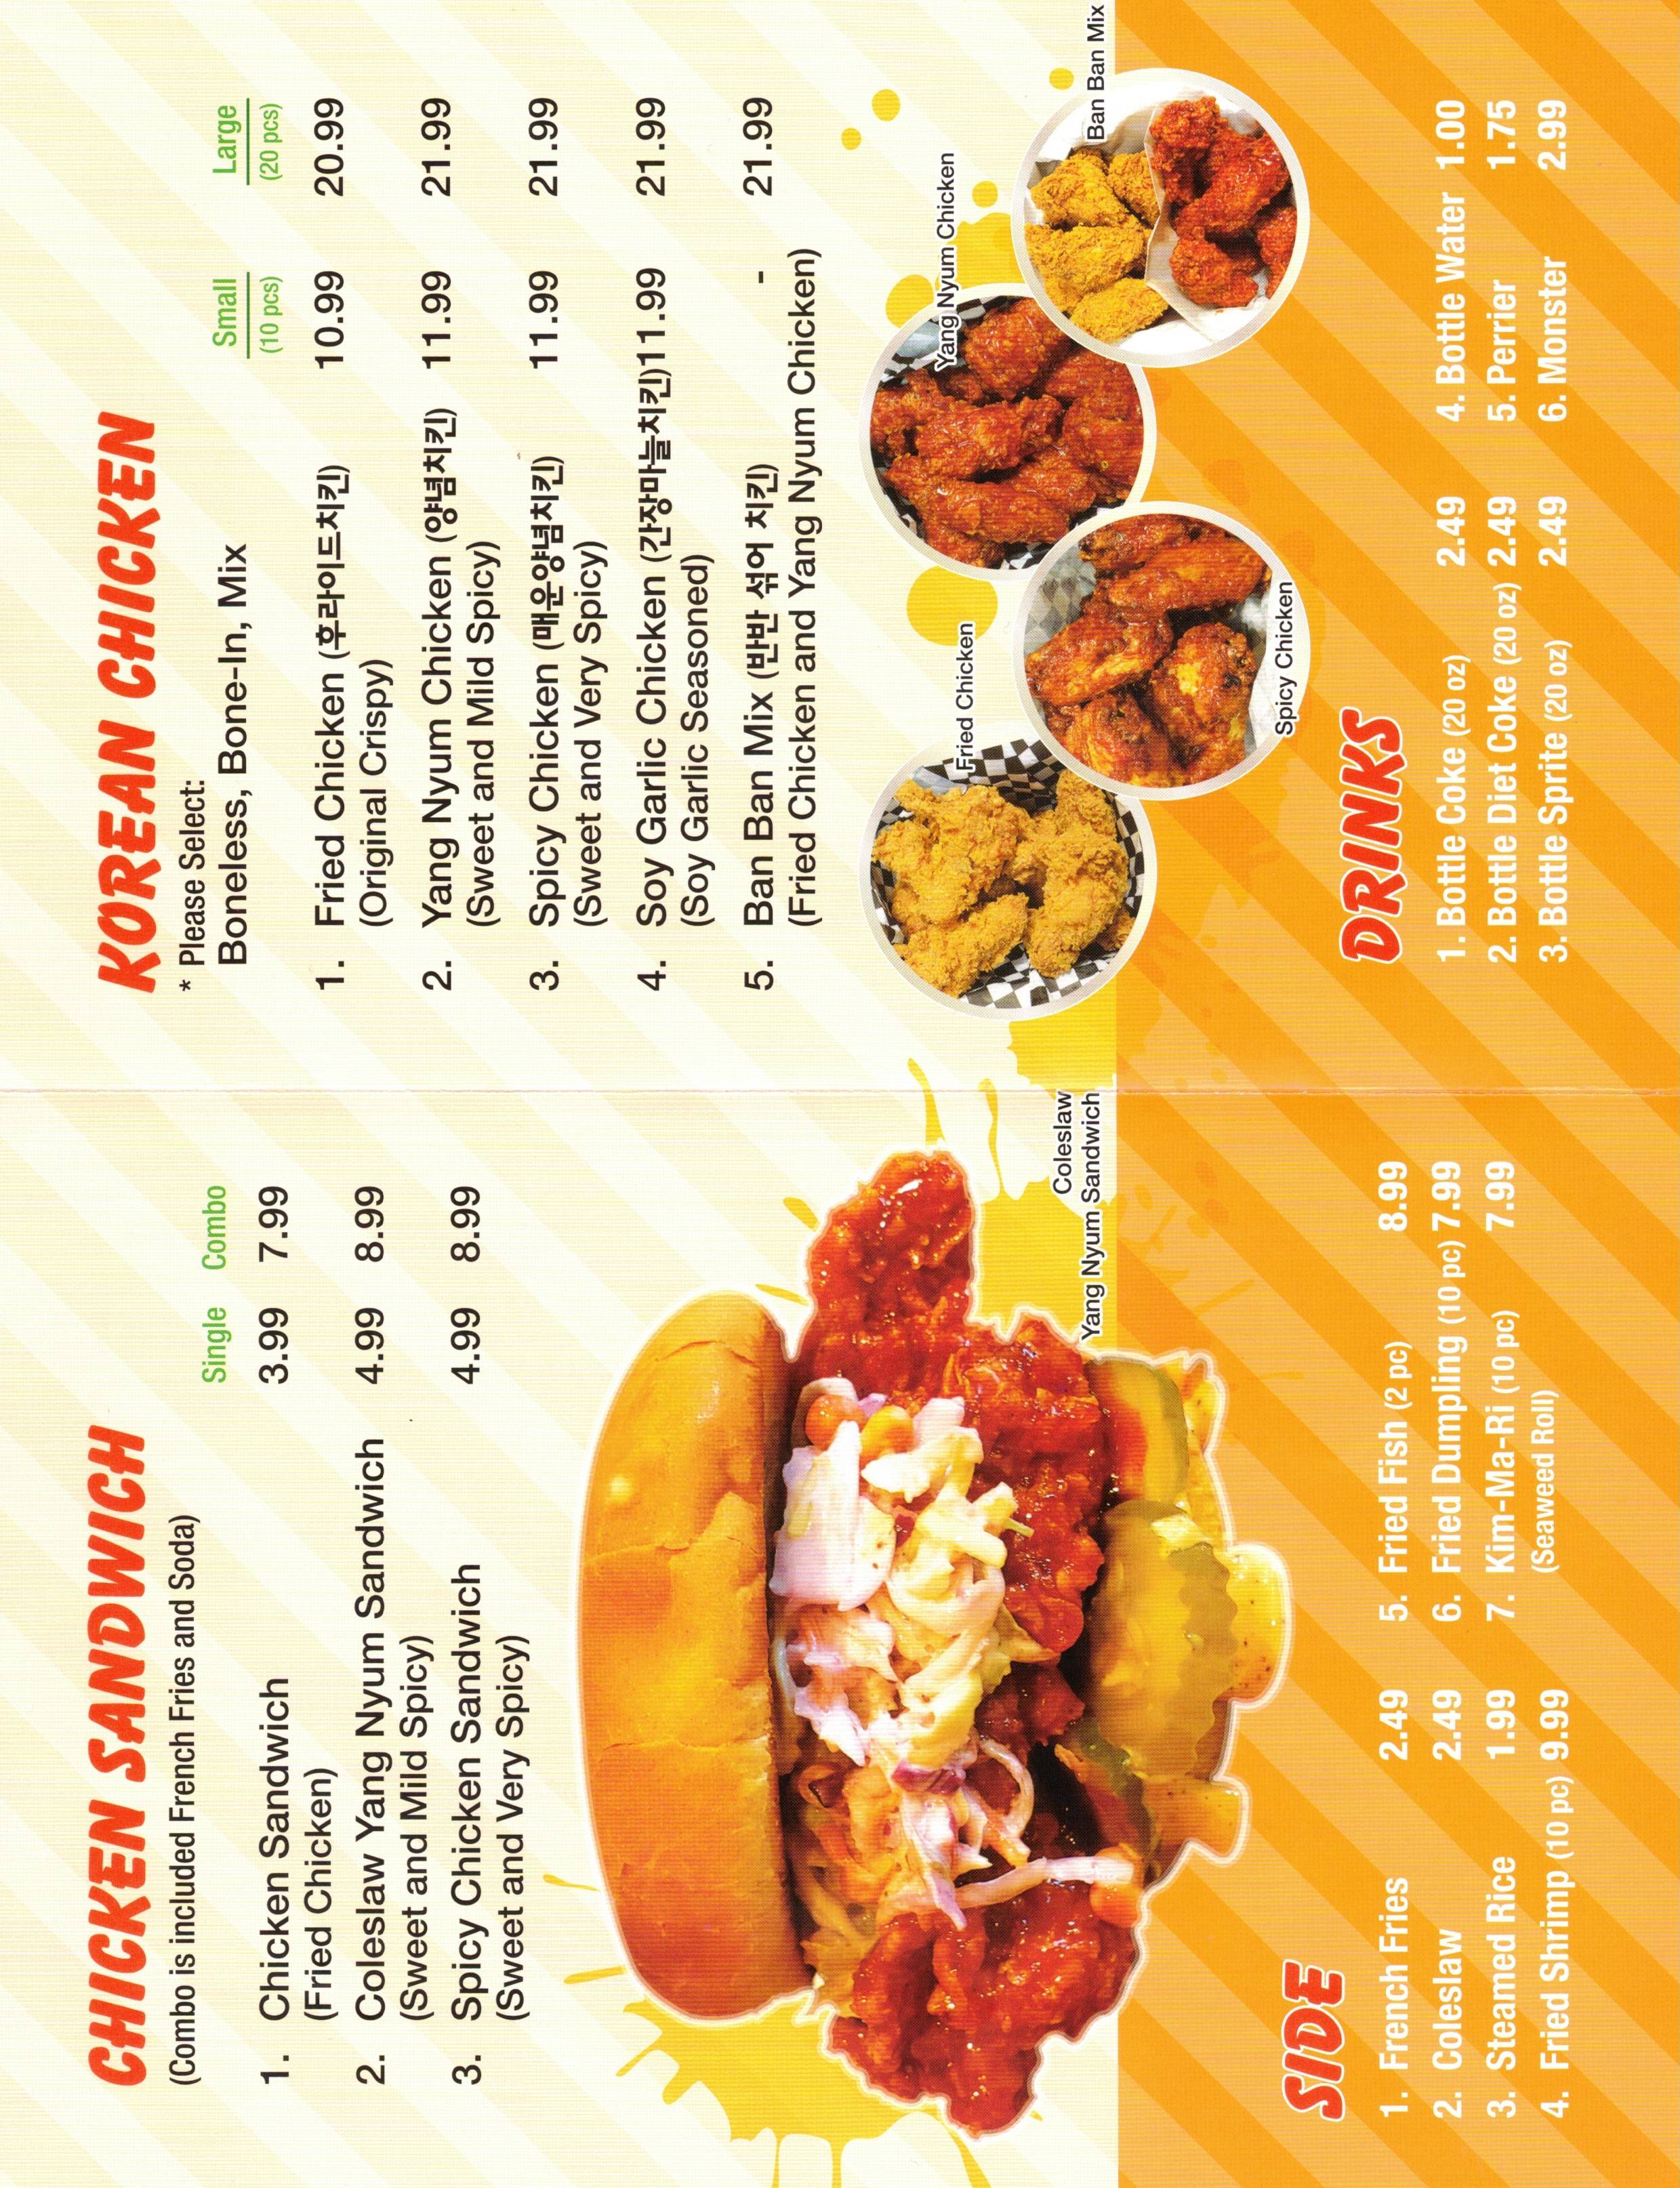 CHICKEN SANDWICH
(Combo is included French Fries and Soda)
Single Combo
1. Chicken Sandwich 3.99 7.99
(Fried Chicken)
2. Coleslaw Yang Nyum Sandwich 4.99 8.99
(Sweet and Mild Spicy)
3. Spicy Chicken Sandwich 4.99 8.99
(Sweet and Very Spicy)
Coleslaw
Yang Nyum Sandwich
SIDE
1. French Fries 2.49
2. Coleslaw 2.49
3. Steamed Rice 1.99
4. Fried Shrimp (10 pc) 9.99
5. Fried Fish (2 pc) 8.99
6. Fried Dumpling (10 pc) 7.99
7. Kim-Ma-Ri (10 pc) 7.99
(Seaweed Roll)
KOREAN CHICKEN
* Please Select:
Boneless, Bone-In, Mix
Small Large
(10 pcs) (20 pcs)
1. Fried Chicken (후라이드치킨) 10.99 20.99
(Original Crispy)
2. Yang Nyum Chicken (양념치킨) 11.99 21.99
(Sweet and Mild Spicy)
3. Spicy Chicken (매운양념치킨) 11.99 21.99
(Sweet and Very Spicy)
4. Soy Garlic Chicken (간장마늘치킨)11.99 21.99
(Soy Garlic Seasoned)
5. Ban Ban Mix (반반 섞어 치킨) - 21.99
(Fried Chicken and Yang Nyum Chicken)
Fried Chicken
Yang Nyum Chicken
Spicy Chicken
Ban Ban Mix
DRINKS
1. Bottle Coke (20 oz) 2.49
2. Bottle Diet Coke (20 oz) 2.49
3. Bottle Sprite (20 oz) 2.49
4. Bottle Water 1.00
5. Perrier 1.75
6. Monster 2.99